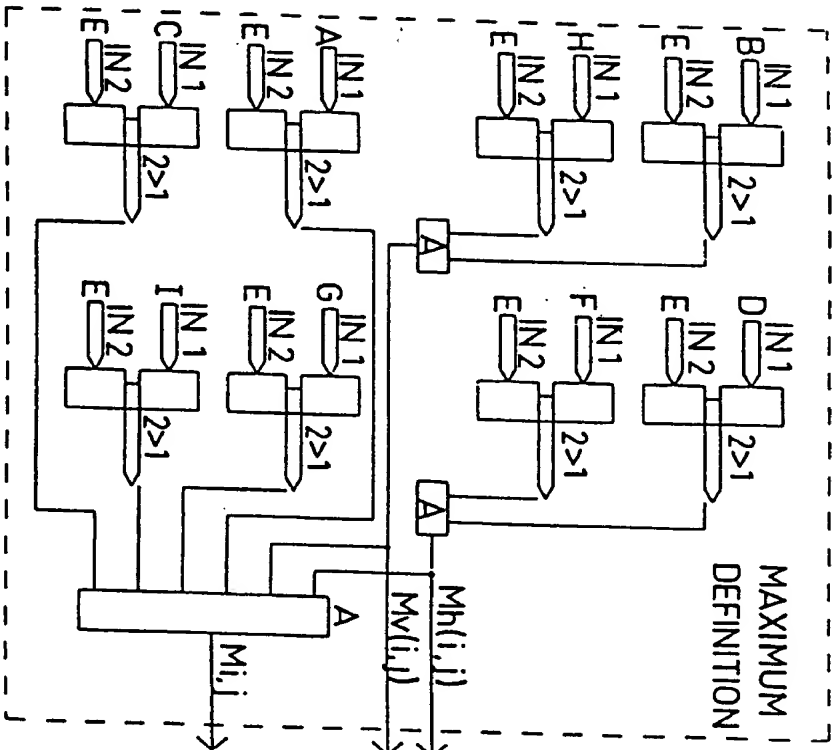 MAXIMUM
DEFINITION
B
IN 1
E
IN 2
2>1
H
IN 1
E
IN 2
2>1
A
D
IN 1
E
IN 2
2>1
F
IN 1
E
IN 2
2>1
A
Mh(i,j)
Mv(i,j)
A
IN 1
E
IN 2
2>1
C
IN 1
E
IN 2
2>1
G
IN 1
E
IN 2
2>1
I
IN 1
E
IN 2
2>1
A
Mi,j